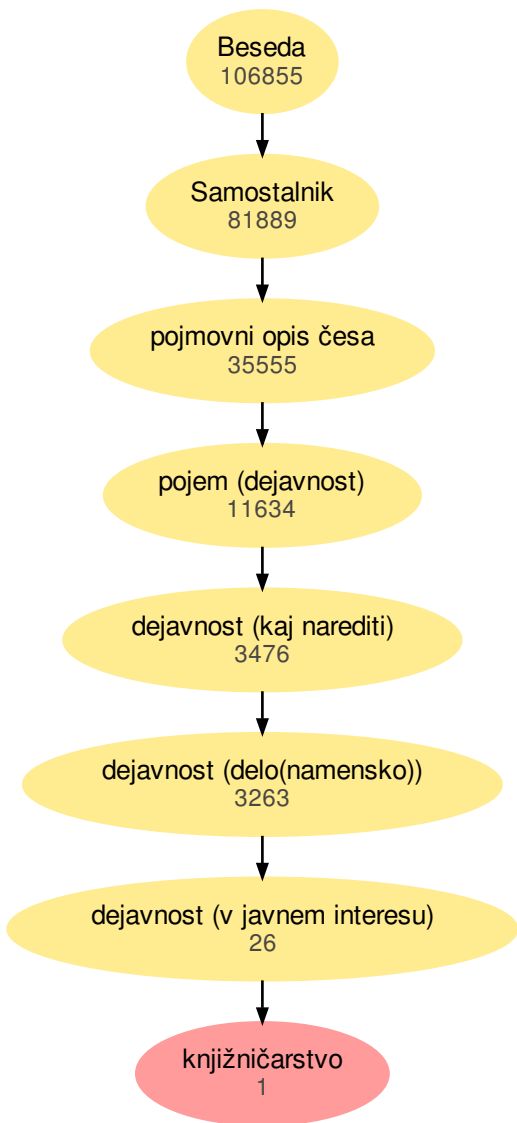 Beseda
106855
Samostalnik
81889
pojmovni opis česa
35555
pojem (dejavnost)
11634
dejavnost (kaj narediti)
3476
dejavnost (delo(namensko))
3263
dejavnost (v javnem interesu)
26
knjižničarstvo
1